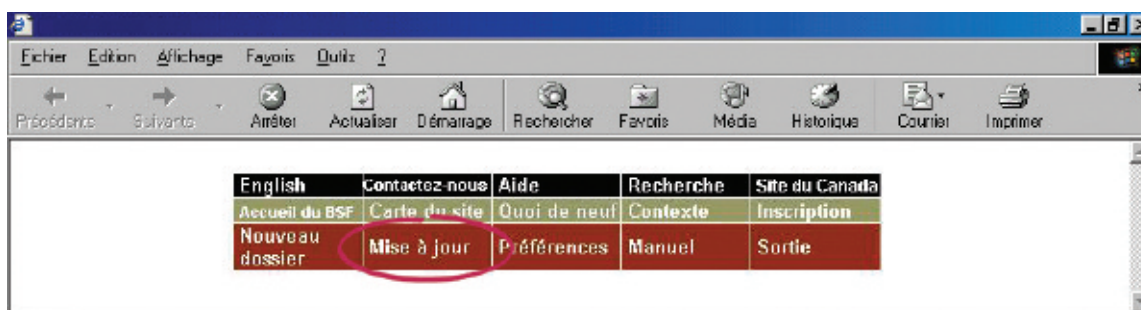 Fichier Edition Affichage Favoris Outils ?
Précédente Suivante Arrêter Actualiser Démarrage Rechercher Favoris Média Historique Courrier Imprimer
English Contactez-nous Aide Recherche Site du Canada
Accueil du BSF Carte du site Quoi de neuf Contexte Inscription
Nouveau dossier Mise à jour Préférences Manuel Sortie